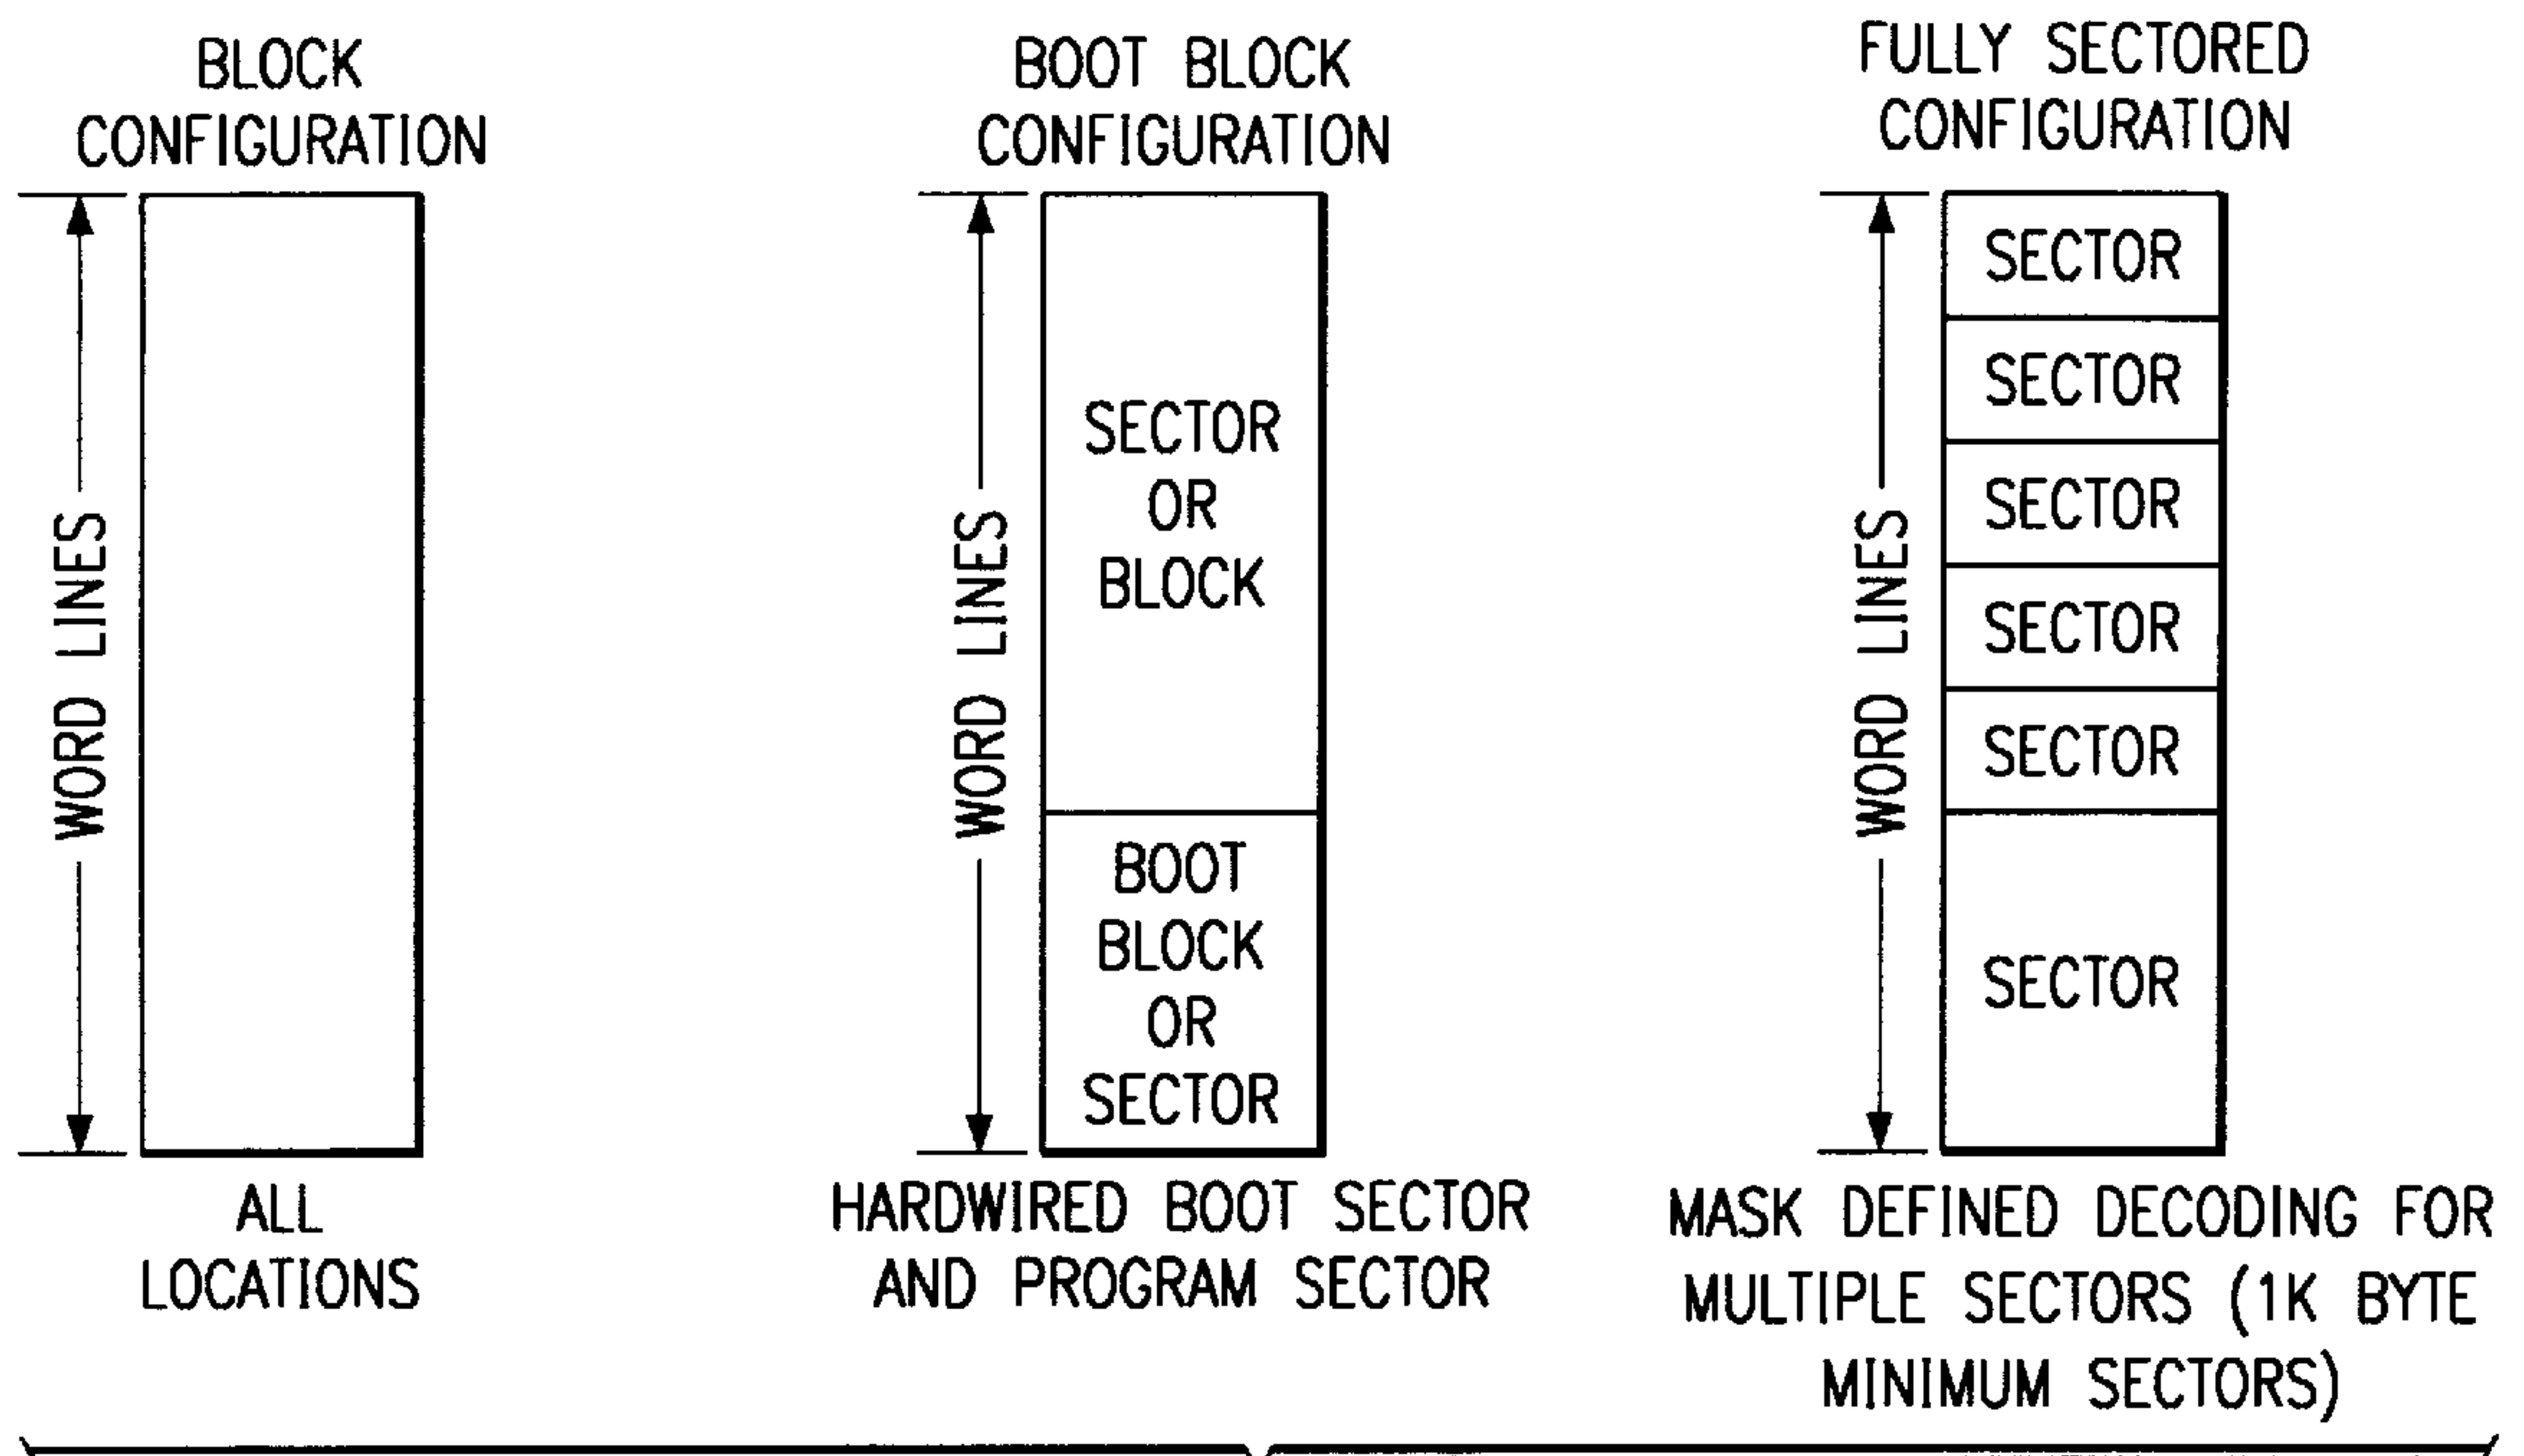 BLOCK
CONFIGURATION
WORD LINES
ALL
LOCATIONS
BOOT BLOCK
CONFIGURATION
WORD LINES
SECTOR
OR
BLOCK
BOOT
BLOCK
OR
SECTOR
HARDWIRED BOOT SECTOR
AND PROGRAM SECTOR
FULLY SECTORED
CONFIGURATION
WORD LINES
SECTOR
SECTOR
SECTOR
SECTOR
SECTOR
SECTOR
MASK DEFINED DECODING FOR
MULTIPLE SECTORS (1K BYTE
MINIMUM SECTORS)